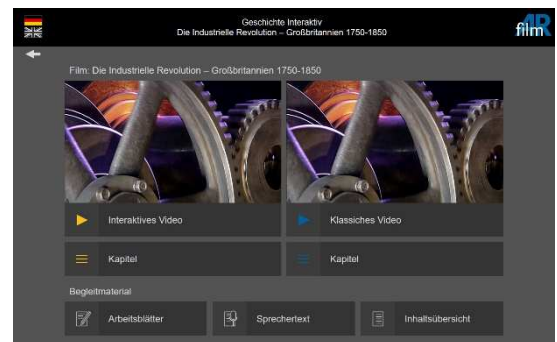 Geschichte Interaktiv
Die Industrielle Revolution – Großbritannien 1750-1850
ARfilm
Film: Die Industrielle Revolution – Großbritannien 1750-1850
Interaktives Video
Klassiches Video
Kapitel
Kapitel
Begleitmaterial
Arbeitsblätter
Sprechertext
Inhaltsübersicht